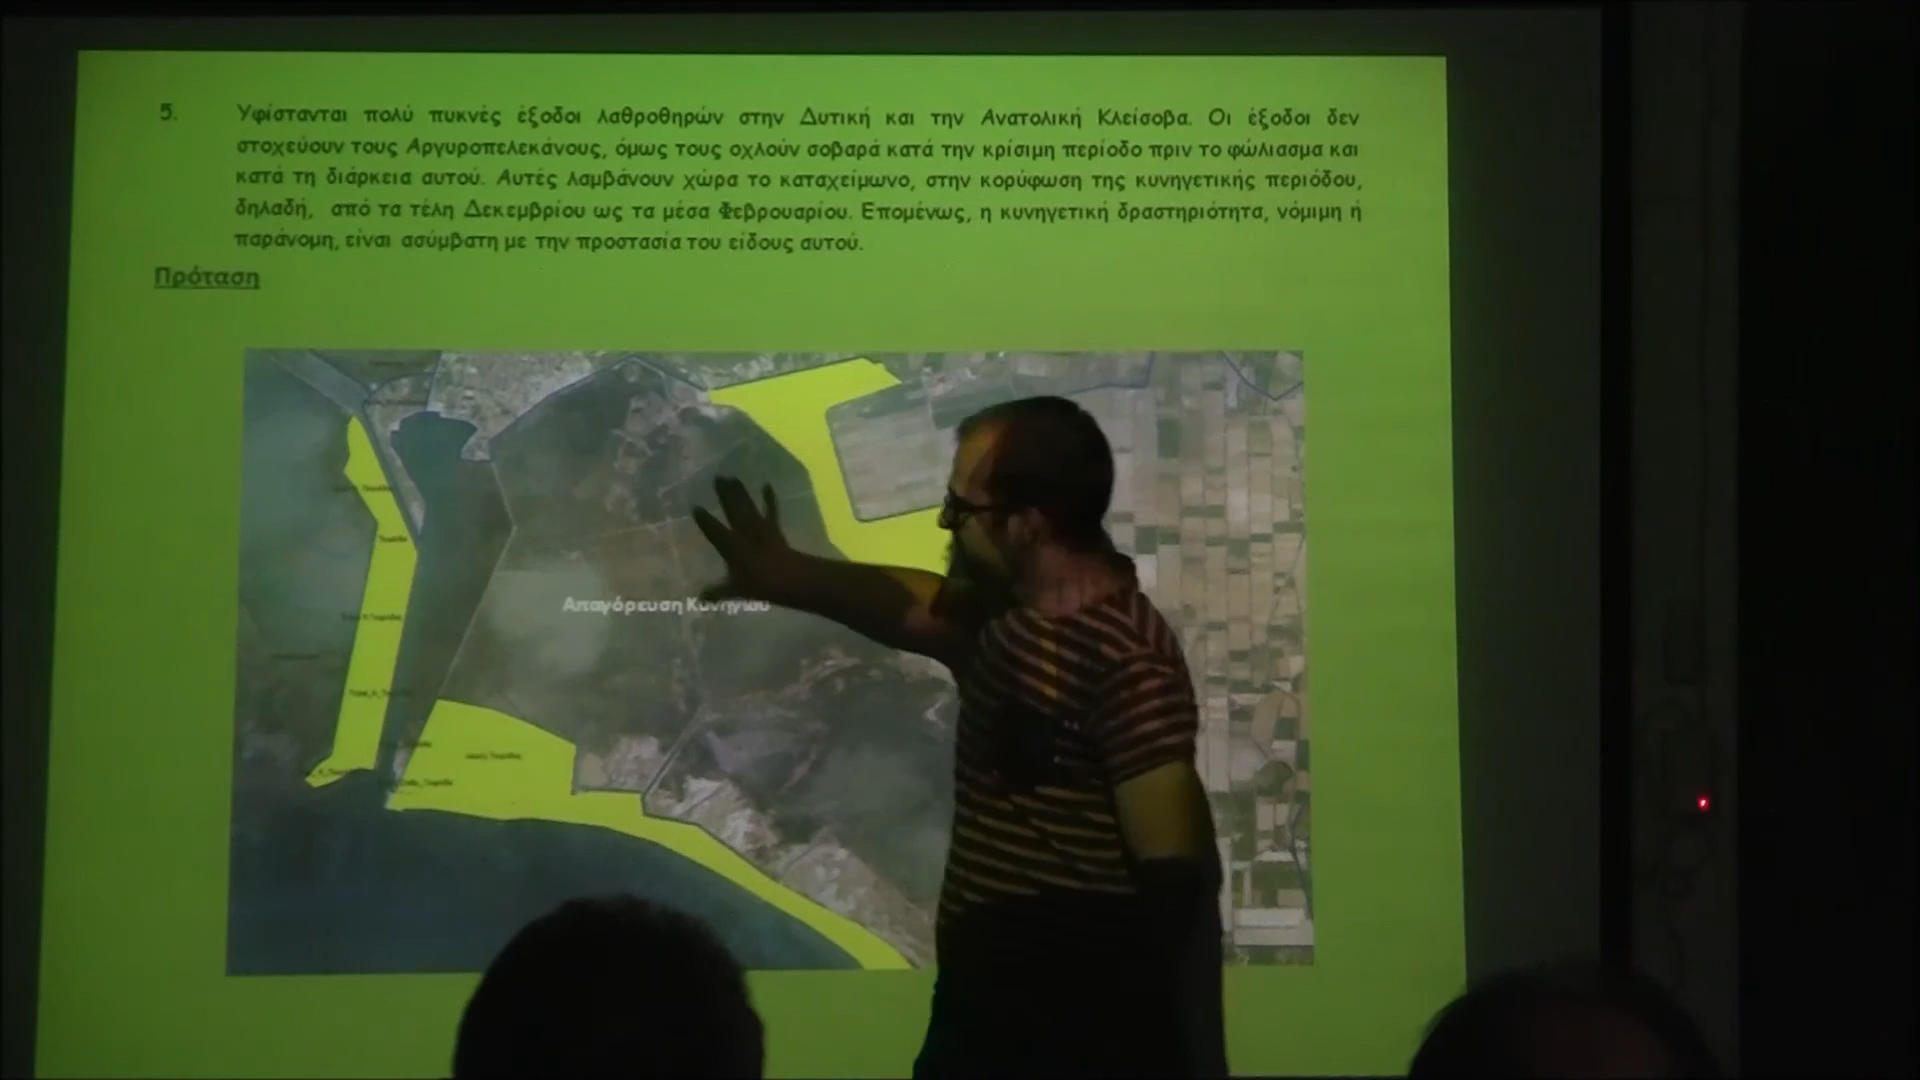 5. Υφίστανται πολύ πυκνές έξοδοι λαθροθηρών στην Δυτική και την Ανατολική Κλείσοβα. Οι έξοδοι δεν
στοχεύουν τους Αργυροπελεκάνους, όμως τους οχλούν σοβαρά κατά την κρίσιμη περίοδο πριν το φώλιασμα και
κατά τη διάρκεια αυτού. Αυτές λαμβάνουν χώρα το καταχείμωνο, στην κορύφωση της κυνηγετικής περιόδου,
δηλαδή, από τα τέλη Δεκεμβρίου ως τα μέσα Φεβρουαρίου. Επομένως, η κυνηγετική δραστηριότητα, νόμιμη ή
παράνομη, είναι ασύμβατη με την προστασία του είδους αυτού.
Πρόταση
Απαγόρευση Κυνηγιού